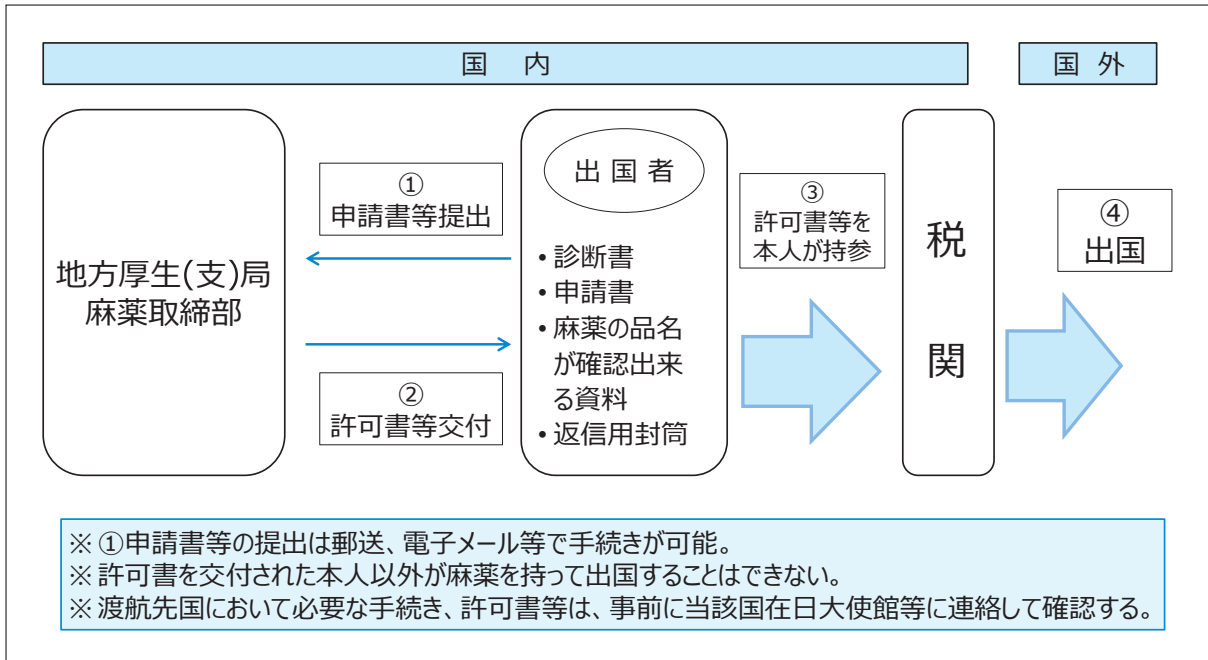 国 内
国 外
地方厚生(支)局
麻薬取締部
①
申請書等提出
②
許可書等交付
出 国 者
• 診断書
• 申請書
• 麻薬の品名
が確認出来
る資料
• 返信用封筒
③
許可書等を
本人が持参
税
関
④
出国
※ ①申請書等の提出は郵送、電子メール等で手続きが可能。
※ 許可書を交付された本人以外が麻薬を持って出国することはできない。
※ 渡航先国において必要な手続き、許可書等は、事前に当該国在日大使館等に連絡して確認する。